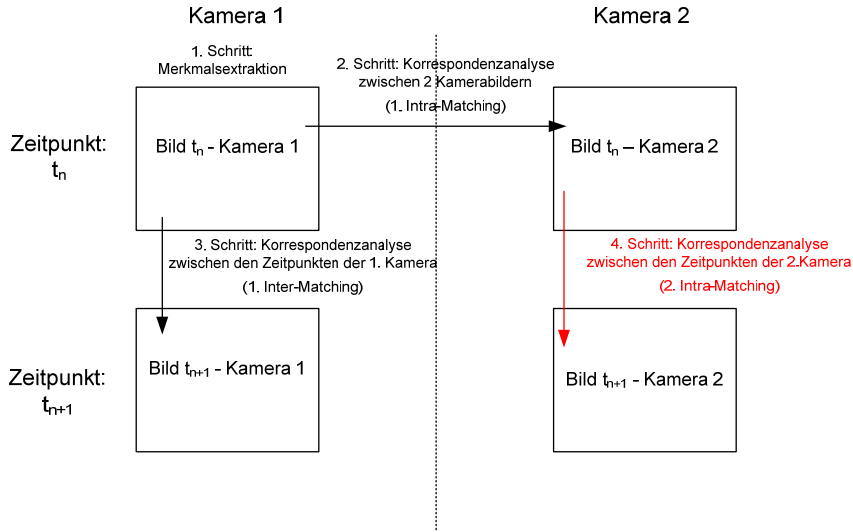 Kamera 1
Kamera 2
1. Schritt:
Merkmalsextraktion
2. Schritt: Korrespondenzanalyse
zwischen 2 Kamerabildern
(1. Intra-Matching)
Zeitpunkt:
tn
Bild tn - Kamera 1
Bild tn – Kamera 2
3. Schritt: Korrespondenzanalyse
zwischen den Zeitpunkten der 1. Kamera
(1. Inter-Matching)
4. Schritt: Korrespondenzanalyse
zwischen den Zeitpunkten der 2.Kamera
(2. Intra-Matching)
Zeitpunkt:
tn+1
Bild tn+1 - Kamera 1
Bild tn+1 - Kamera 2